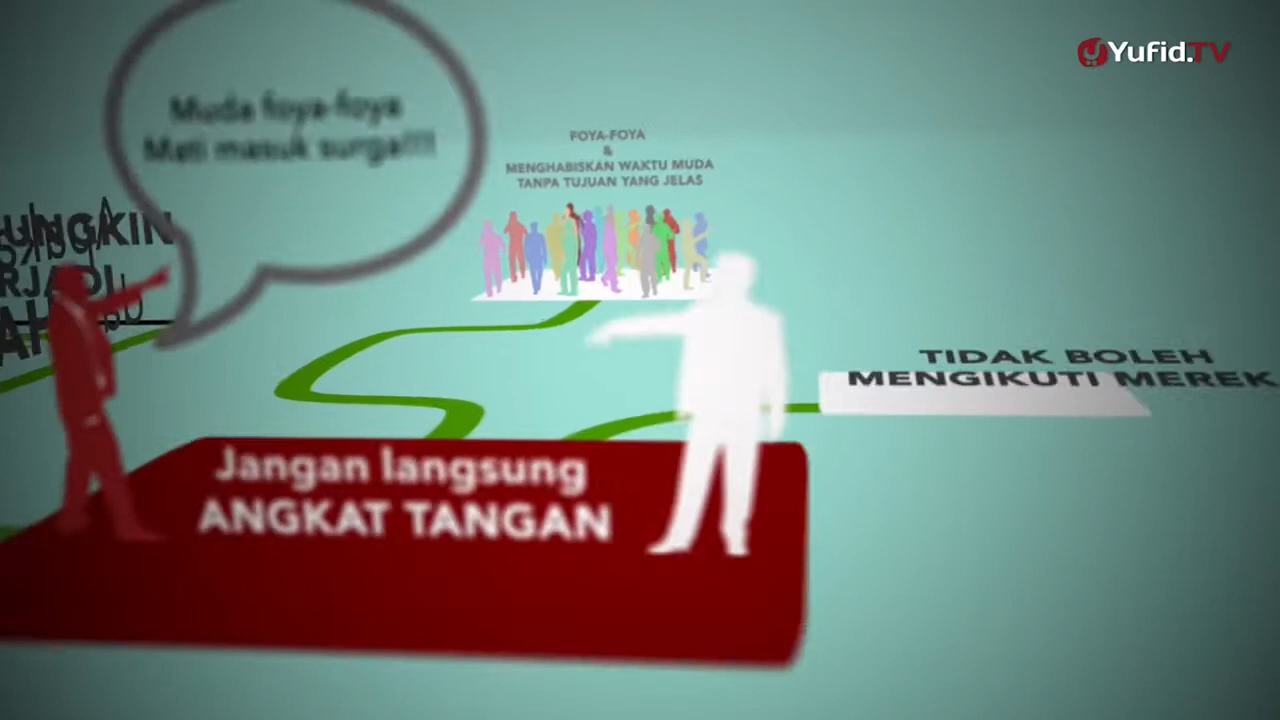 Yufid.TV
Muda foya-foya
Mati masuk surga!!!
FOYA-FOYA
&
MENGHABISKAN WAKTU MUDA
TANPA TUJUAN YANG JELAS
TIDAK BOLEH
MENGIKUTI MEREK
Jangan langsung
ANGKAT TANGAN